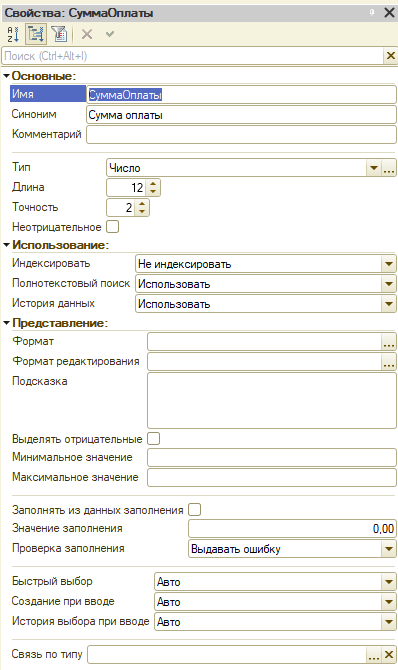 Свойства: СуммаОплаты
Поиск (Ctrl+Alt+I)
Основные:
Имя СуммаОплаты
Синоним Сумма оплаты
Комментарий
Тип Число
Длина 12
Точность 2
Неотрицательное
Использование:
Индексировать Не индексировать
Полнотекстовый поиск Использовать
История данных Использовать
Представление:
Формат ...
Формат редактирования ...
Подсказка
Выделять отрицательные
Минимальное значение
Максимальное значение
Заполнять из данных заполнения
Значение заполнения 0,00
Проверка заполнения Выдавать ошибку
Быстрый выбор Авто
Создание при вводе Авто
История выбора при вводе Авто
Связь по типу ...